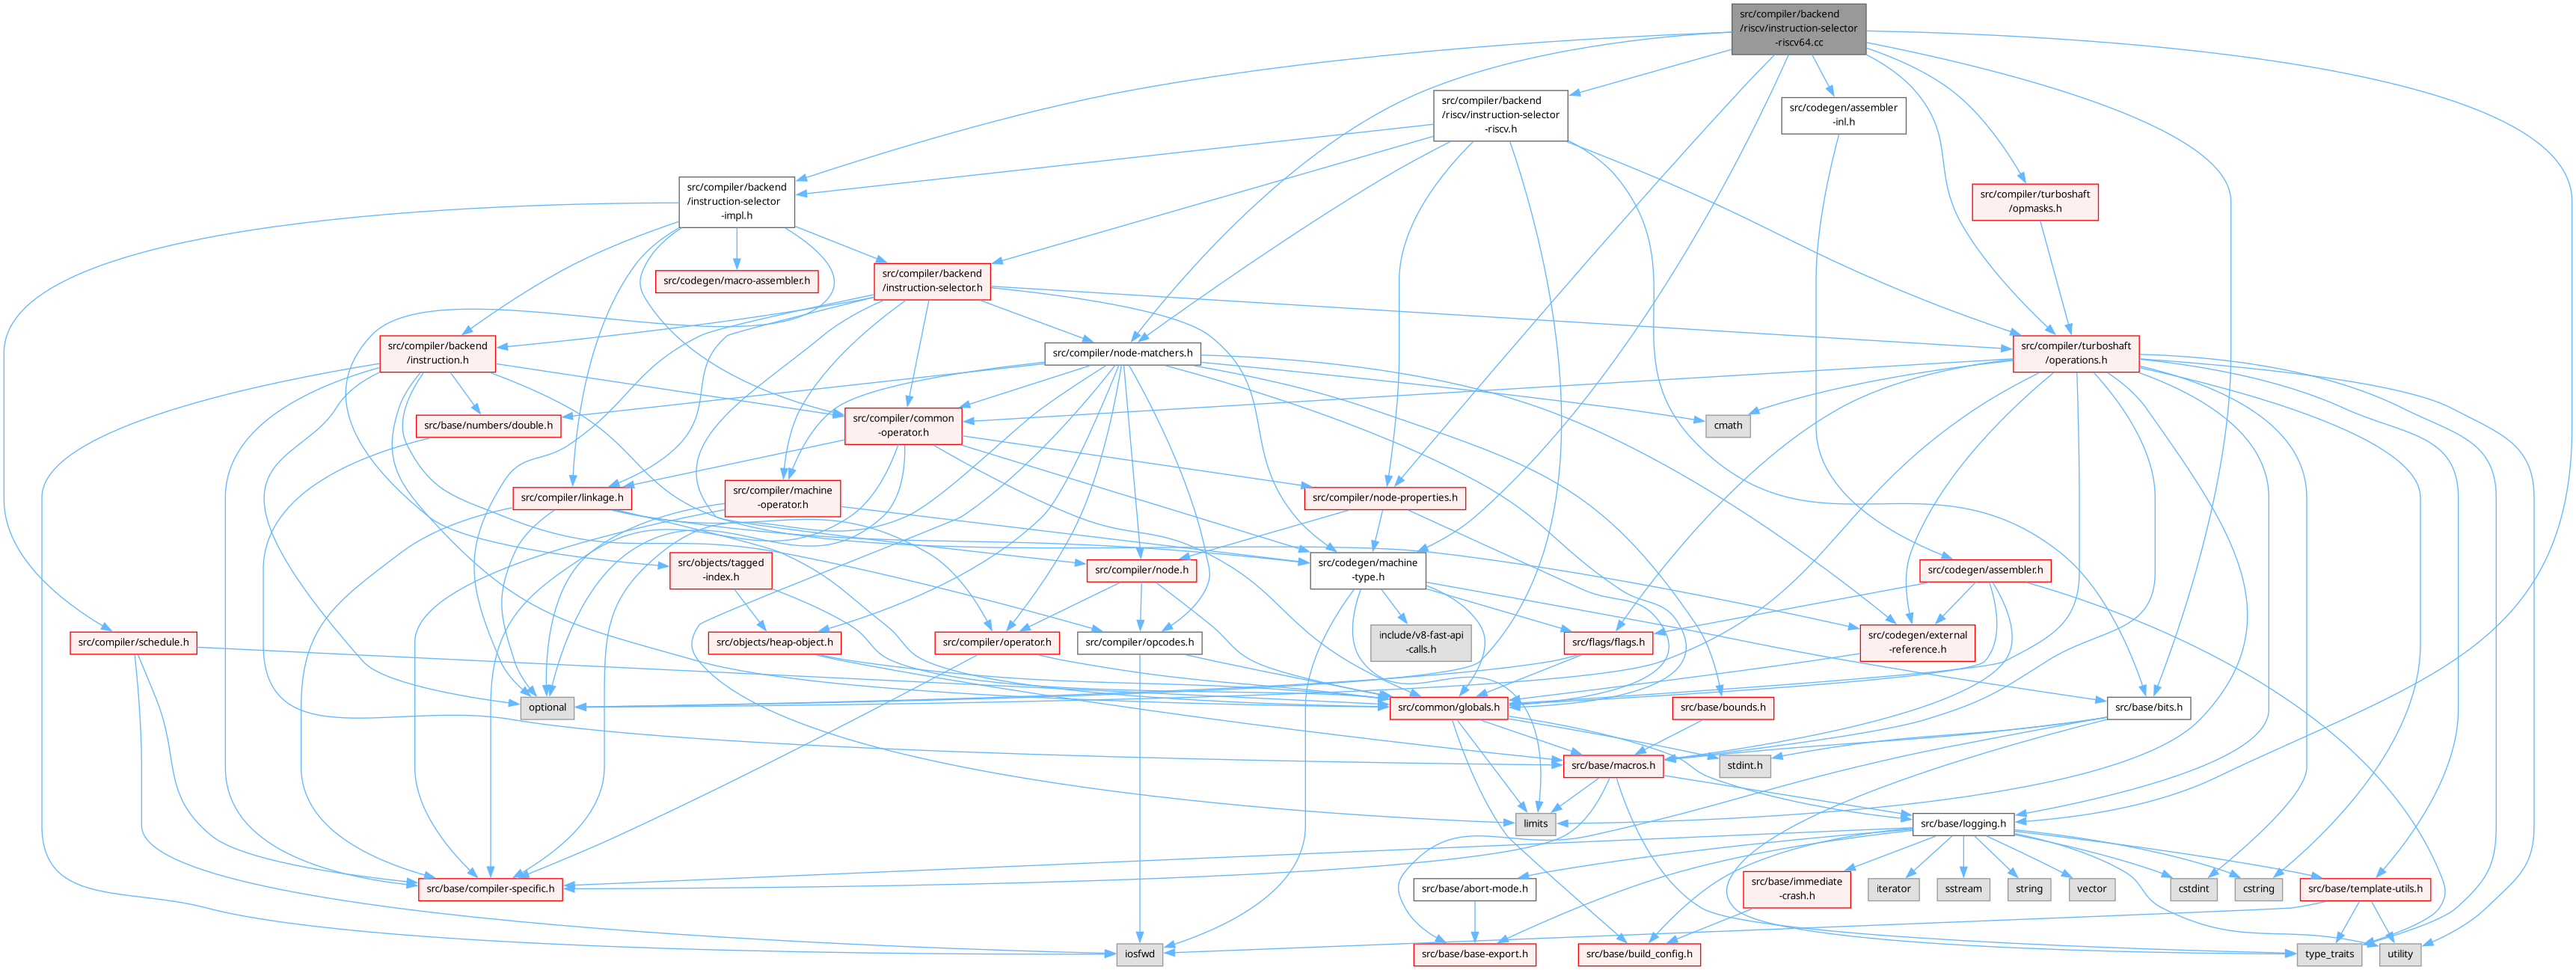 src/compiler/backend
/riscv/instruction-selector
-riscv64.cc
src/compiler/backend
/riscv/instruction-selector
-riscv.h
src/codegen/assembler
-inl.h
src/compiler/backend
/instruction-selector
-impl.h
src/compiler/turboshaft
/opmasks.h
src/codegen/macro-assembler.h
src/compiler/backend
/instruction-selector.h
src/compiler/backend
/instruction.h
src/compiler/node-matchers.h
src/compiler/turboshaft
/operations.h
src/base/numbers/double.h
src/compiler/common
-operator.h
cmath
src/compiler/linkage.h
src/compiler/machine
-operator.h
src/compiler/node-properties.h
src/objects/tagged
-index.h
src/compiler/node.h
src/codegen/machine
-type.h
src/codegen/assembler.h
src/compiler/schedule.h
src/objects/heap-object.h
src/compiler/operator.h
src/compiler/opcodes.h
include/v8-fast-api
-calls.h
src/flags/flags.h
src/codegen/external
-reference.h
optional
src/common/globals.h
src/base/bounds.h
src/base/bits.h
src/base/macros.h
stdint.h
limits
src/base/logging.h
src/base/compiler-specific.h
src/base/abort-mode.h
src/base/immediate
-crash.h
iterator
sstream
string
vector
cstdint
cstring
src/base/template-utils.h
iosfwd
src/base/base-export.h
src/base/build_config.h
type_traits
utility